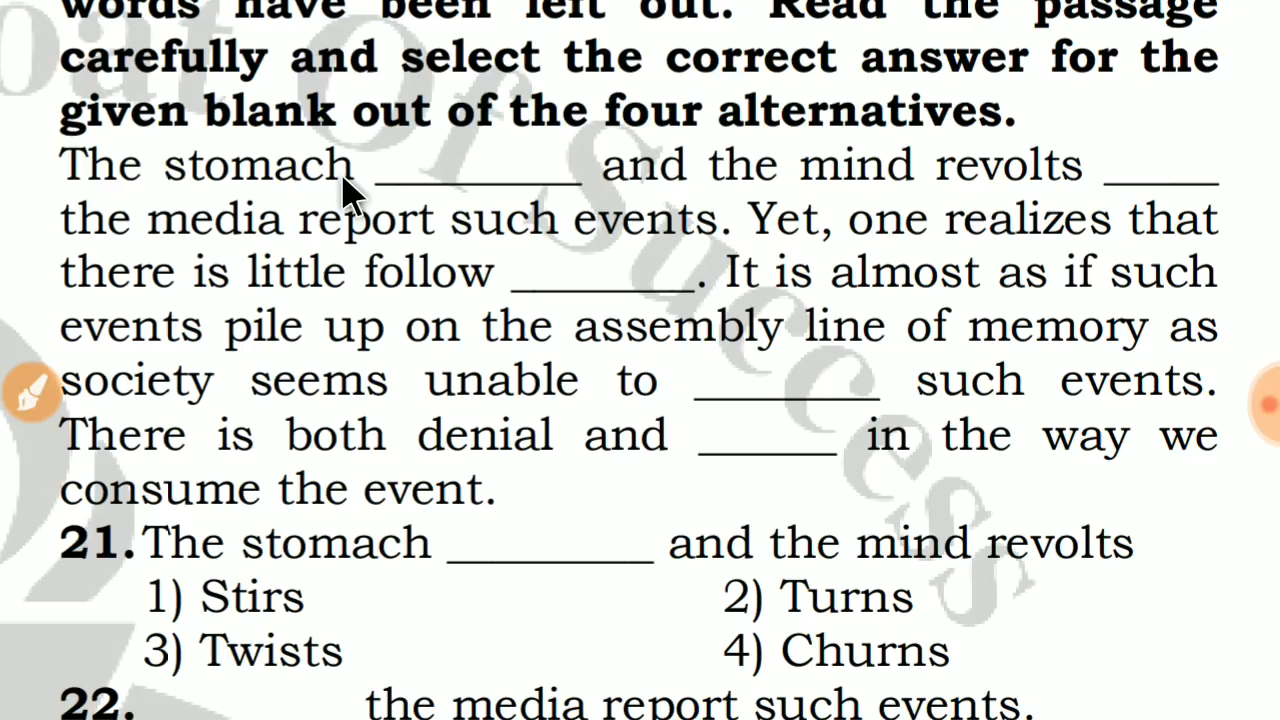 words have been left out. Read the passage
carefully and select the correct answer for the
given blank out of the four alternatives.
The stomach _________ and the mind revolts _____
the media report such events. Yet, one realizes that
there is little follow ________. It is almost as if such
events pile up on the assembly line of memory as
society seems unable to ________ such events.
There is both denial and ______ in the way we
consume the event.
21. The stomach _________ and the mind revolts
1) Stirs 2) Turns
3) Twists 4) Churns
22. the media report such events.